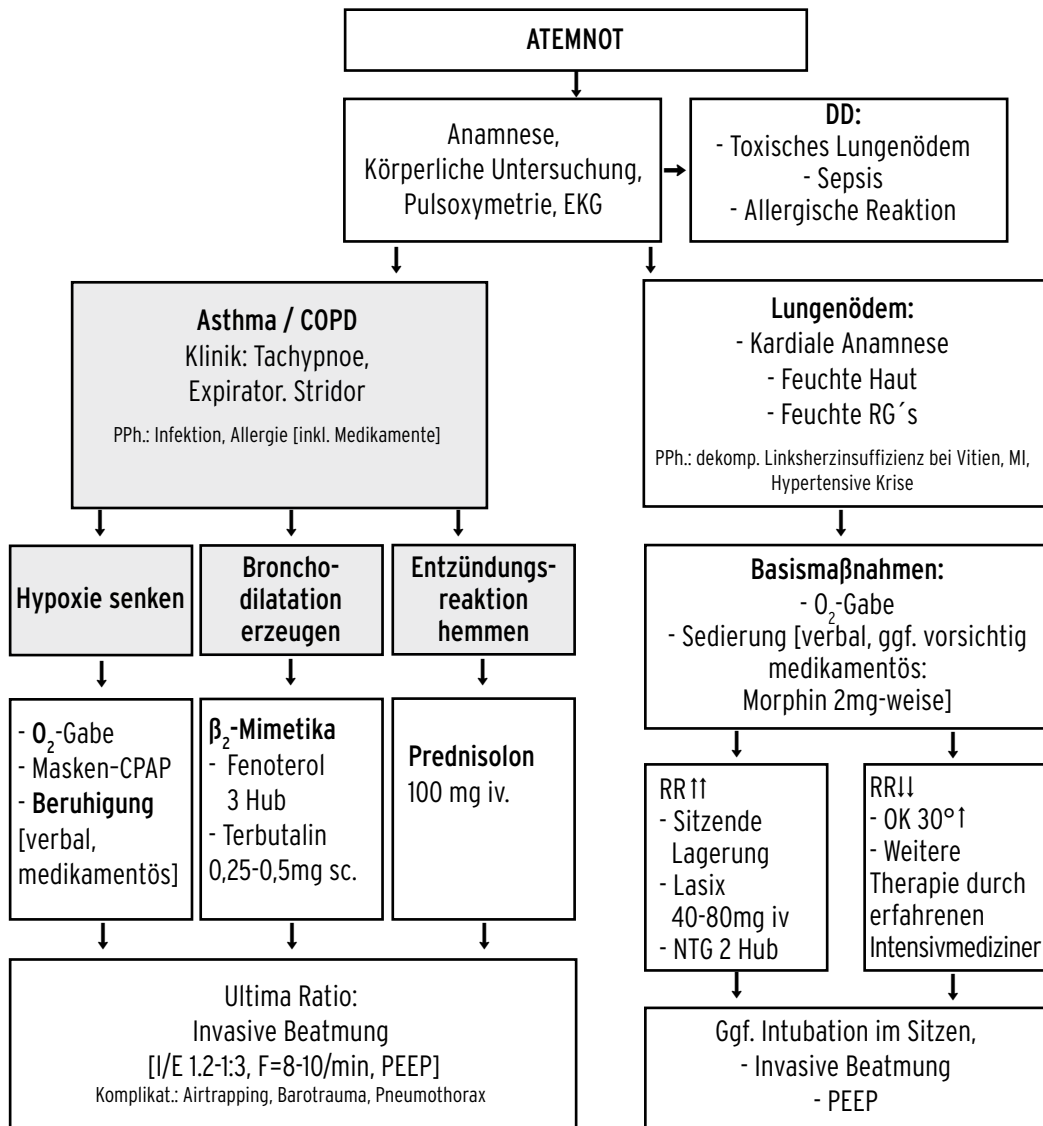 ATEMNOT
Anamnese,
Körperliche Untersuchung,
Pulsoxymetrie, EKG
DD:
- Toxisches Lungenödem
- Sepsis
- Allergische Reaktion
Asthma / COPD
Klinik: Tachypnoe,
Expirator. Stridor
PPh.: Infektion, Allergie [inkl. Medikamente]
Lungenödem:
- Kardiale Anamnese
- Feuchte Haut
- Feuchte RG´s
PPh.: dekomp. Linksherzinsuffizienz bei Vitien, MI,
Hypertensive Krise
Hypoxie senken
Broncho-
dilatation
erzeugen
Entzündungs-
reaktion
hemmen
Basismaßnahmen:
- O₂-Gabe
- Sedierung [verbal, ggf. vorsichtig
medikamentös:
Morphin 2mg-weise]
- O₂-Gabe
- Masken-CPAP
- Beruhigung
[verbal,
medikamentös]
β₂-Mimetika
- Fenoterol
3 Hub
- Terbutalin
0,25-0,5mg sc.
Prednisolon
100 mg iv.
RR↑↑
- Sitzende
Lagerung
- Lasix
40-80mg iv
- NTG 2 Hub
RR↓↓
- OK 30°↑
- Weitere
Therapie durch
erfahrenen
Intensivmediziner
Ultima Ratio:
Invasive Beatmung
[I/E 1.2-1:3, F=8-10/min, PEEP]
Komplikat.: Airtrapping, Barotrauma, Pneumothorax
Ggf. Intubation im Sitzen,
- Invasive Beatmung
- PEEP